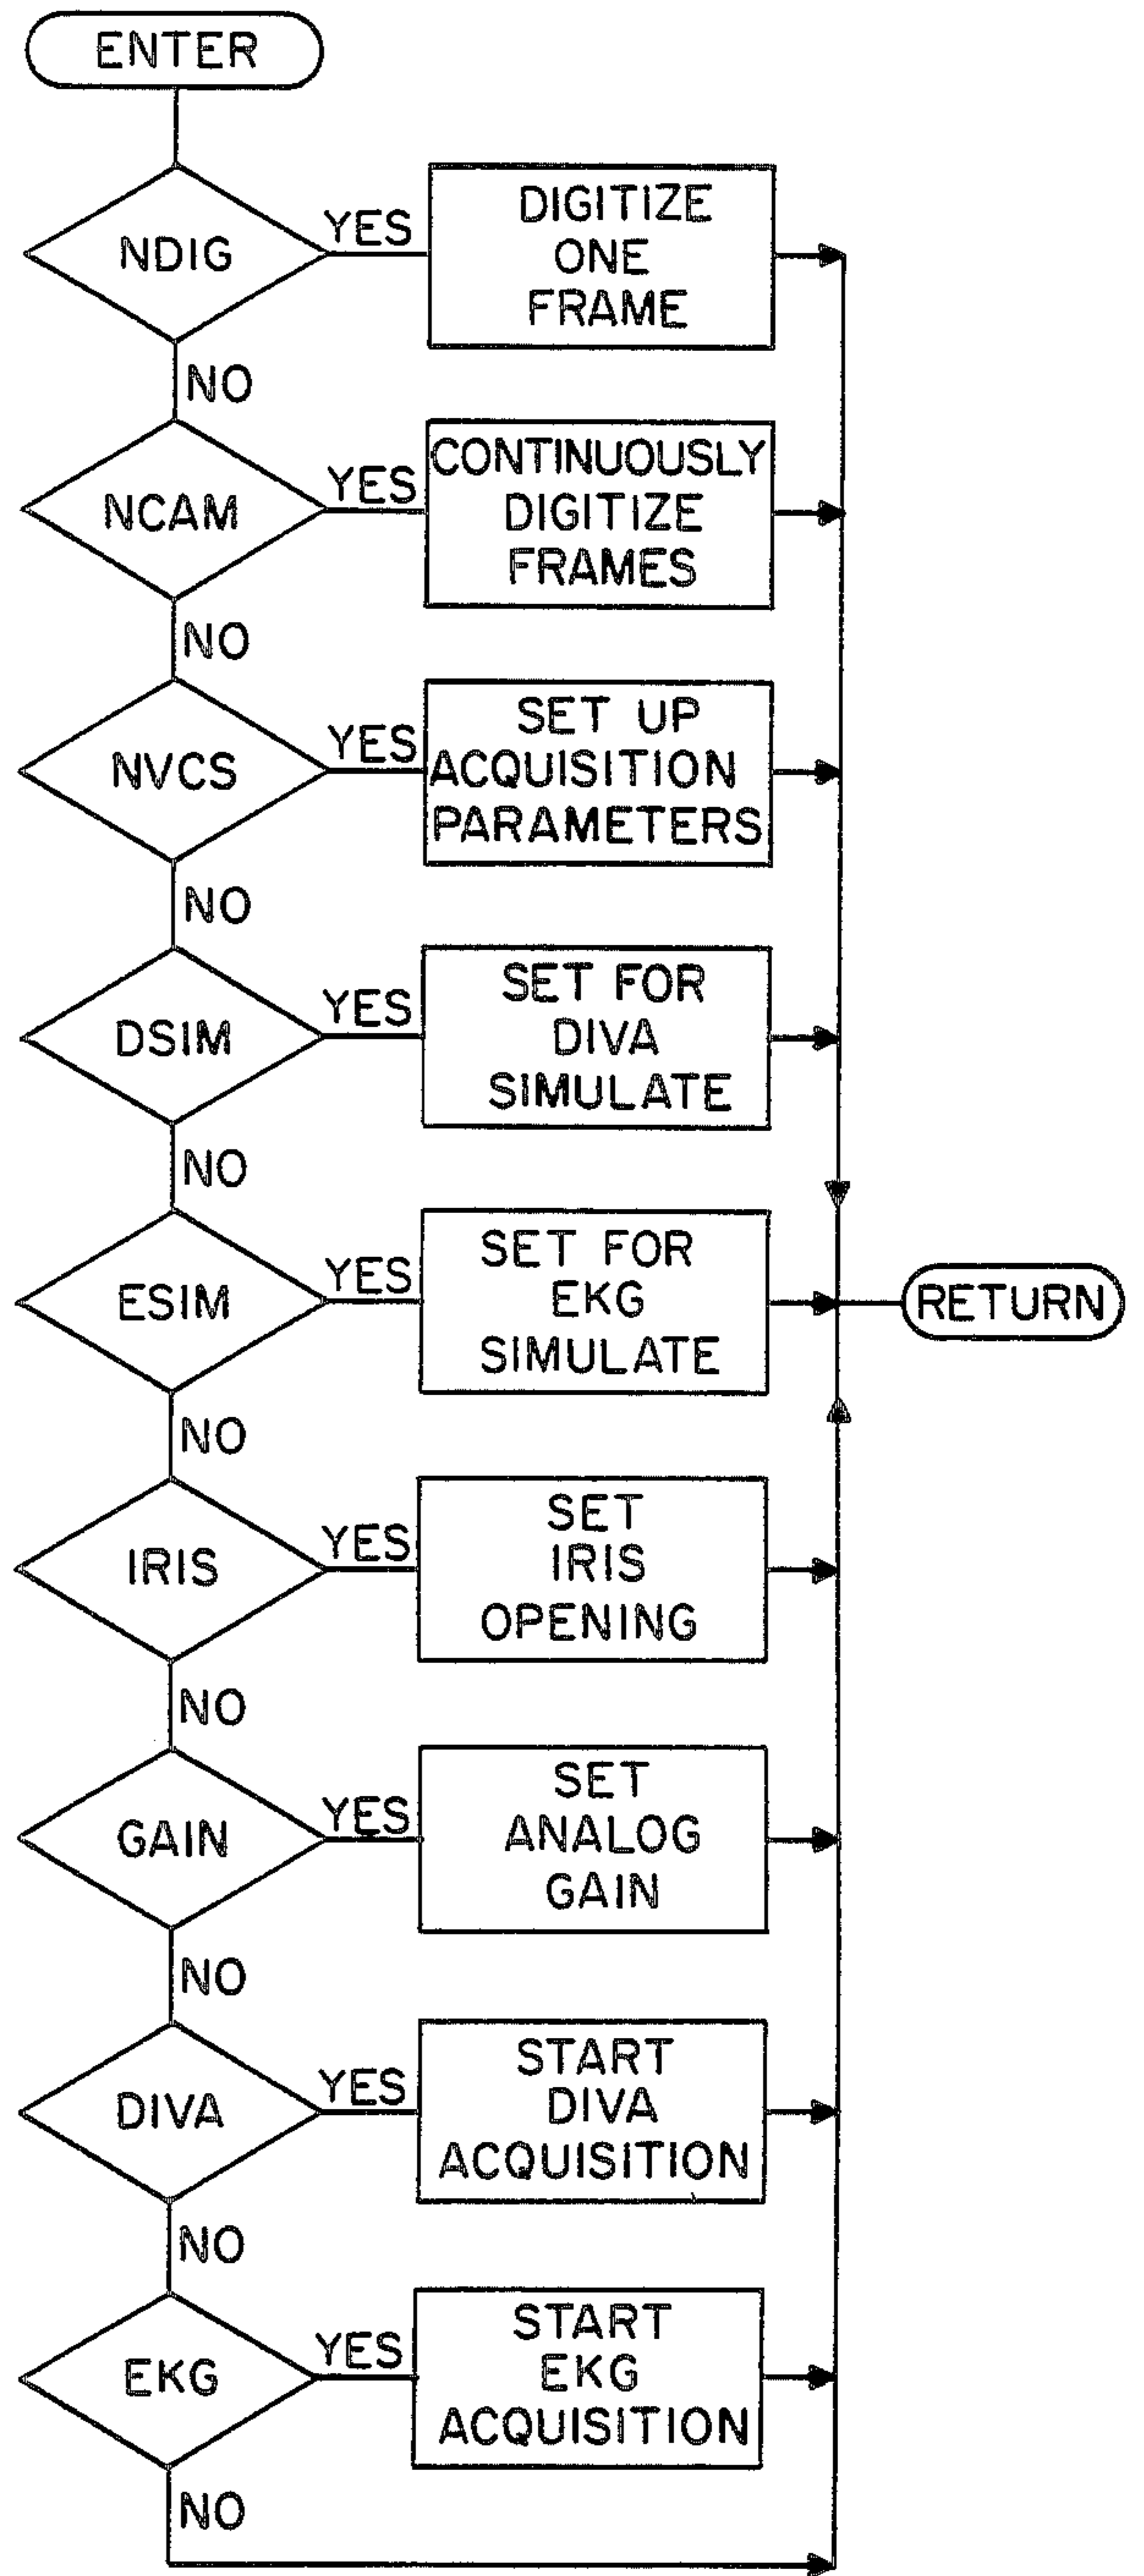 ENTER
NDIG
YES
DIGITIZE
ONE
FRAME
NO
NCAM
YES
CONTINUOUSLY
DIGITIZE
FRAMES
NO
NVCS
YES
SET UP
ACQUISITION
PARAMETERS
NO
DSIM
YES
SET FOR
DIVA
SIMULATE
NO
ESIM
YES
SET FOR
EKG
SIMULATE
RETURN
NO
IRIS
YES
SET
IRIS
OPENING
NO
GAIN
YES
SET
ANALOG
GAIN
NO
DIVA
YES
START
DIVA
ACQUISITION
NO
EKG
YES
START
EKG
ACQUISITION
NO